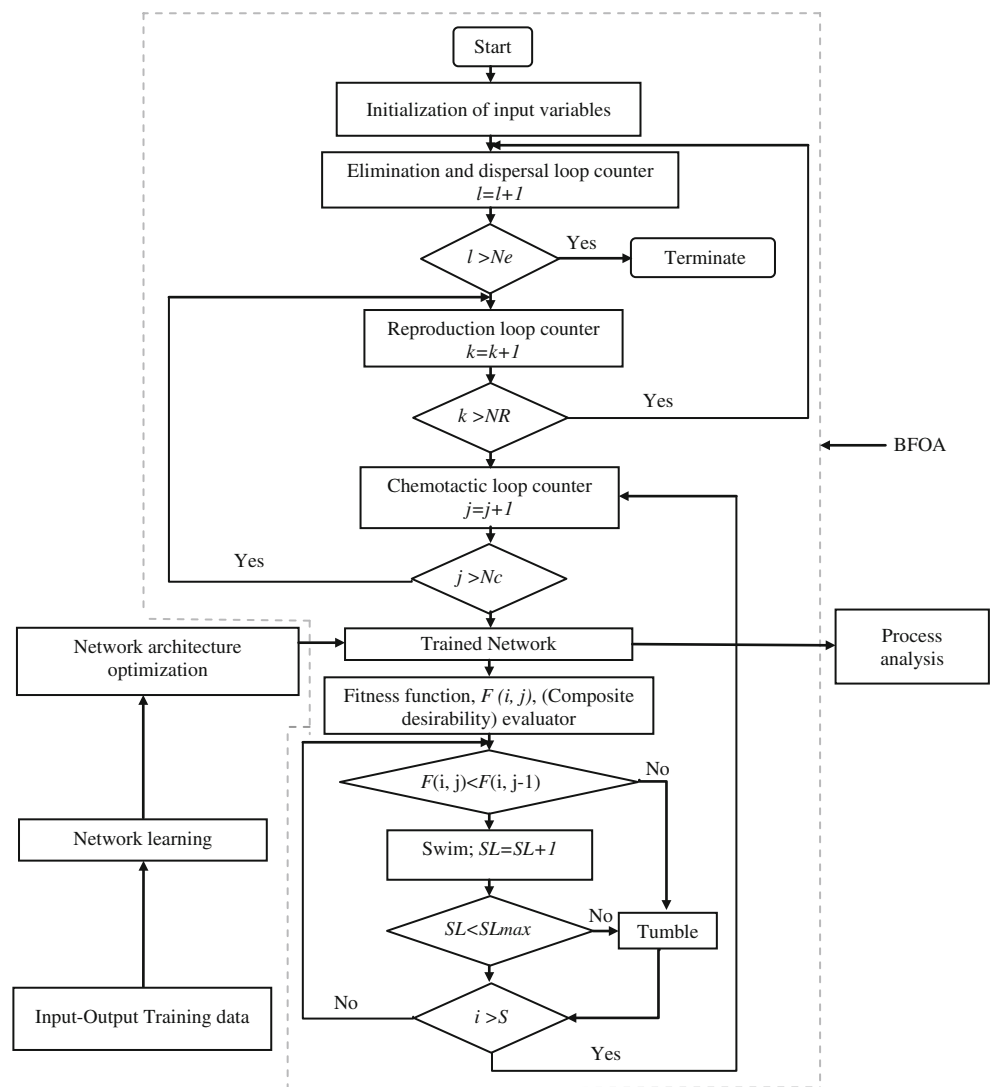 Start
Initialization of input variables
Elimination and dispersal loop counter
l=l+1
l >Ne
Yes
Terminate
Reproduction loop counter
k=k+1
k >NR
Yes
BFOA
Chemotactic loop counter
j=j+1
Yes
j >Nc
Network architecture
optimization
Trained Network
Process
analysis
Fitness function, F (i, j), (Composite
desirability) evaluator
F(i, j)<F(i, j-1)
No
Network learning
Swim; SL=SL+1
SL<SLmax
No
Tumble
Input-Output Training data
No
i >S
Yes